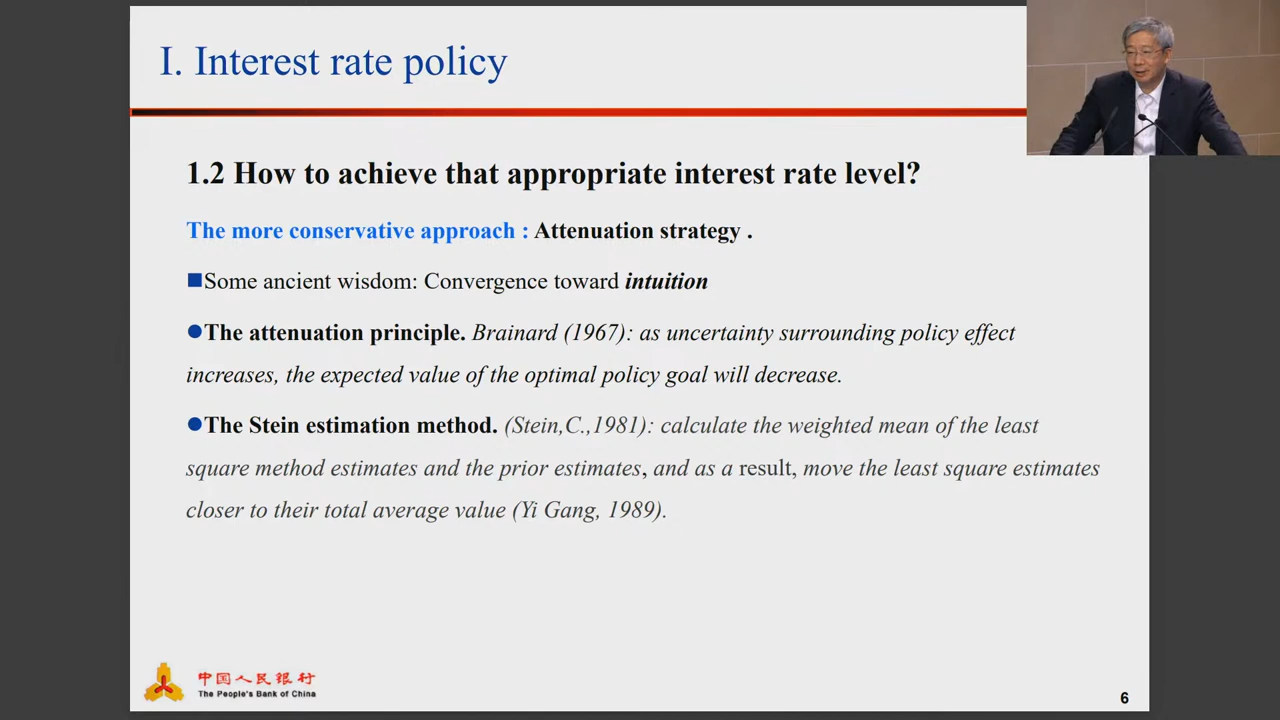 I. Interest rate policy
1.2 How to achieve that appropriate interest rate level?
The more conservative approach : Attenuation strategy .
■Some ancient wisdom: Convergence toward intuition
●The attenuation principle. Brainard (1967): as uncertainty surrounding policy effect
increases, the expected value of the optimal policy goal will decrease.
●The Stein estimation method. (Stein,C.,1981): calculate the weighted mean of the least
square method estimates and the prior estimates, and as a result, move the least square estimates
closer to their total average value (Yi Gang, 1989).
中国人民银行
The People's Bank of China
6